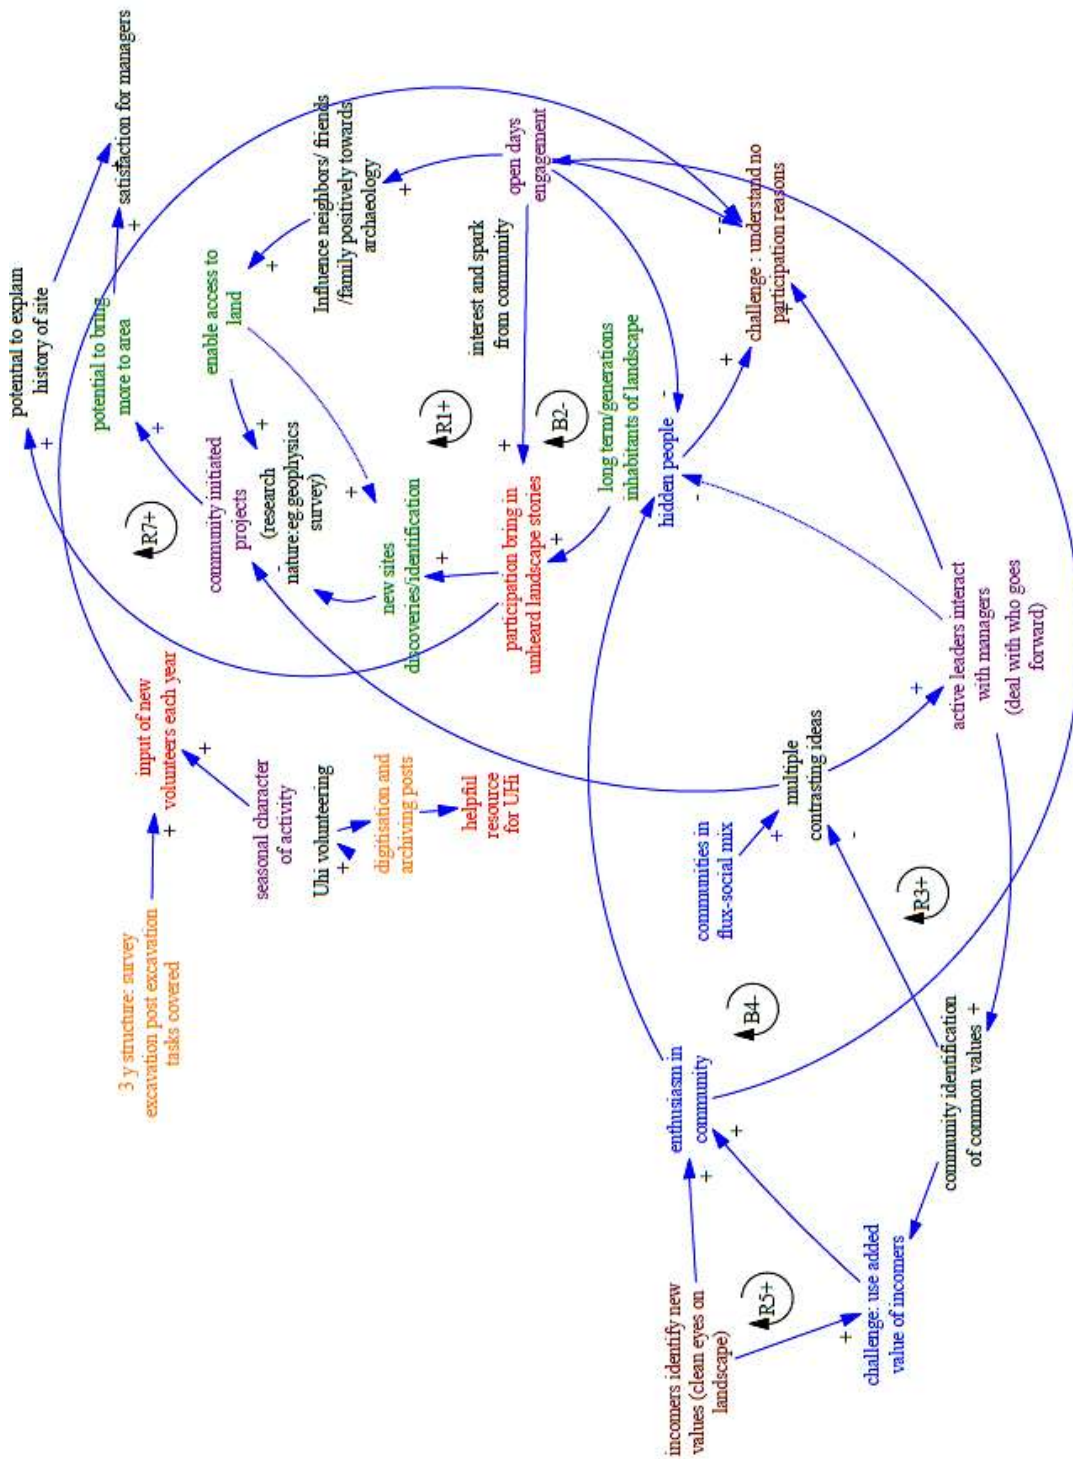 potential to explain
history of site
satisfaction for managers
+
+
+
potential to bring
more to area
+
3 y structure: survey
excavation post excavation
tasks covered
+
input of new
volunteers each year
+
seasonal character
of activity
R7+
community initiated
projects
(research
nature:eg.geophysics
survey)
-
+
enable access to
land
+
Influence neighbors/ friends
/family positively towards
archaeology
+
Uhi volunteering
+
digitisation and
archiving posts
helpful
resource
for UHi
new sites
discoveries/identification
+
+
R1+
interest and spark
from community
open days
engagement
participation bring in
unheard landscape stories
+
+
B2-
long term/generations
inhabitants of landscape
hidden people
-
-
+
challenge : understand no
participation reasons
-
-
+
enthusiasm in
community
+
+
B4-
communities in
flux-social mix
+
multiple
contrasting ideas
-
+
active leaders interact
with managers
(deal with who goes
forward)
incomers identify new
values (clean eyes on
landscape)
R5+
+
challenge: use added
value of incomers
R3+
community identification
of common values
+